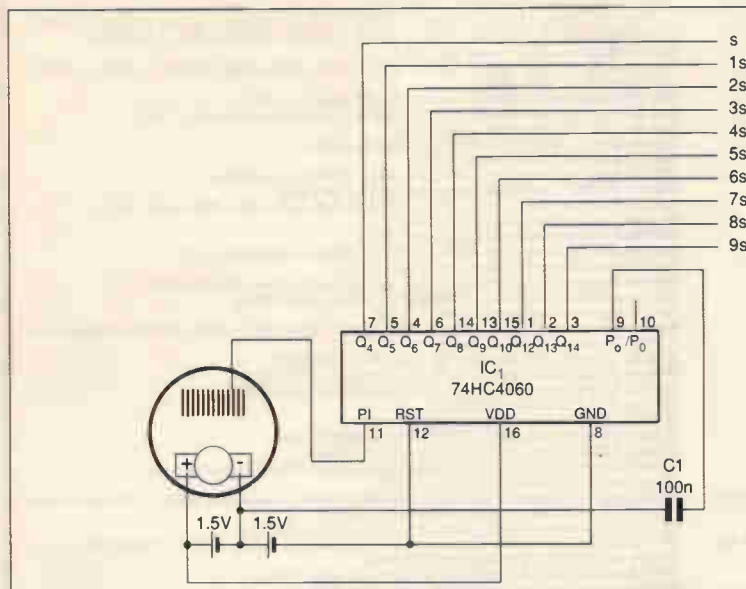 s
1s
2s
3s
4s
5s
6s
7s
8s
9s
7 5 4 6 14 13 15 1 2 3 9 10
Q4 Q5 Q6 Q7 Q8 Q9 Q10 Q12 Q13 Q14 Po /P0
IC1
74HC4060
PI RST VDD GND
11 12 16 8
C1
100n
+ -
1.5V 1.5V